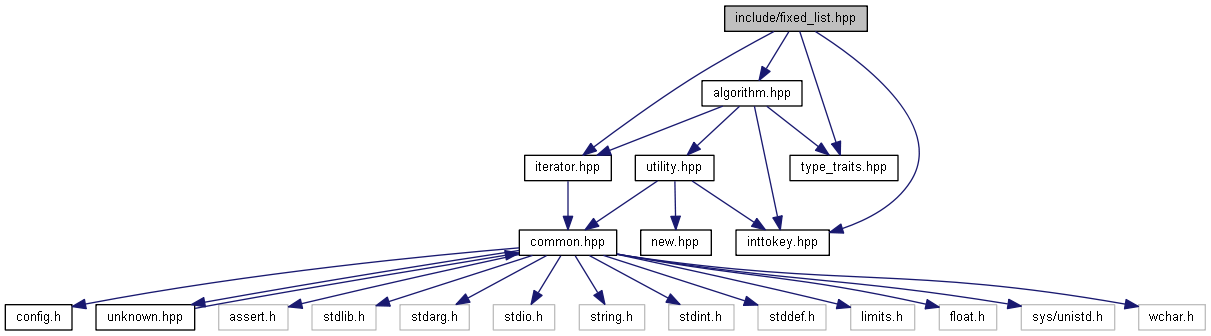 include/fixed_list.hpp
algorithm.hpp
iterator.hpp
utility.hpp
type_traits.hpp
common.hpp
new.hpp
inttokey.hpp
config.h
unknown.hpp
assert.h
stdlib.h
stdarg.h
stdio.h
string.h
stdint.h
stddef.h
limits.h
float.h
sys/unistd.h
wchar.h